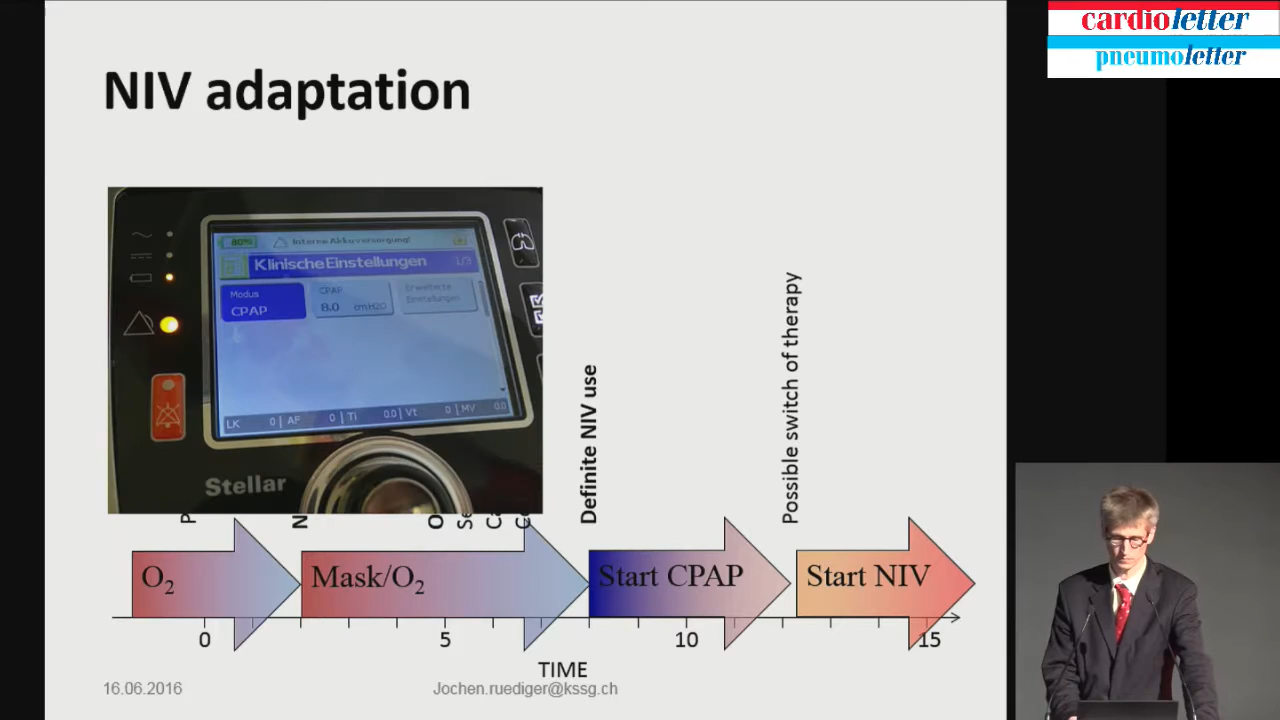 cardioletter
pneumoletter
NIV adaptation
80%
Interne Akkuversorgung!
Klinische Einstellungen
1/3
Modus
CPAP
CPAP
8.0 cmH2O
Erweiterte
Einstellungen
LK 0 | AF 0 | Ti 0.0 | Vt 0 | MV 0.0
Stellar
Definite NIV use
Possible switch of therapy
O2
Mask/O2
Start CPAP
Start NIV
0 5 10 15
TIME
16.06.2016
Jochen.ruediger@kssg.ch